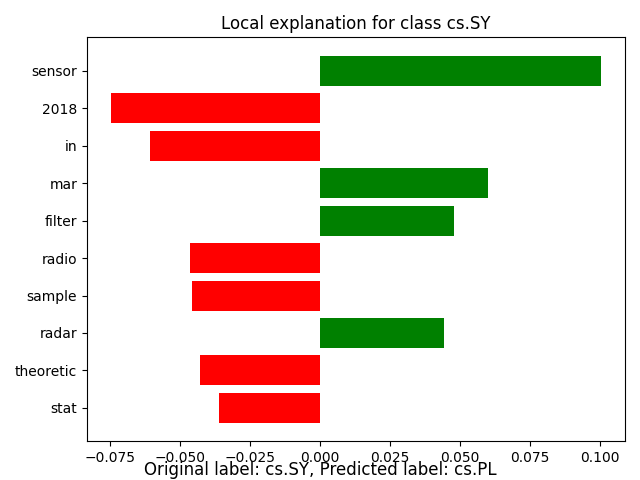 Local explanation for class cs.SY
sensor
2018
in
mar
filter
radio
sample
radar
theoretic
stat
−0.075 −0.050 −0.025 0.000 0.025 0.050 0.075 0.100
Original label: cs.SY, Predicted label: cs.PL